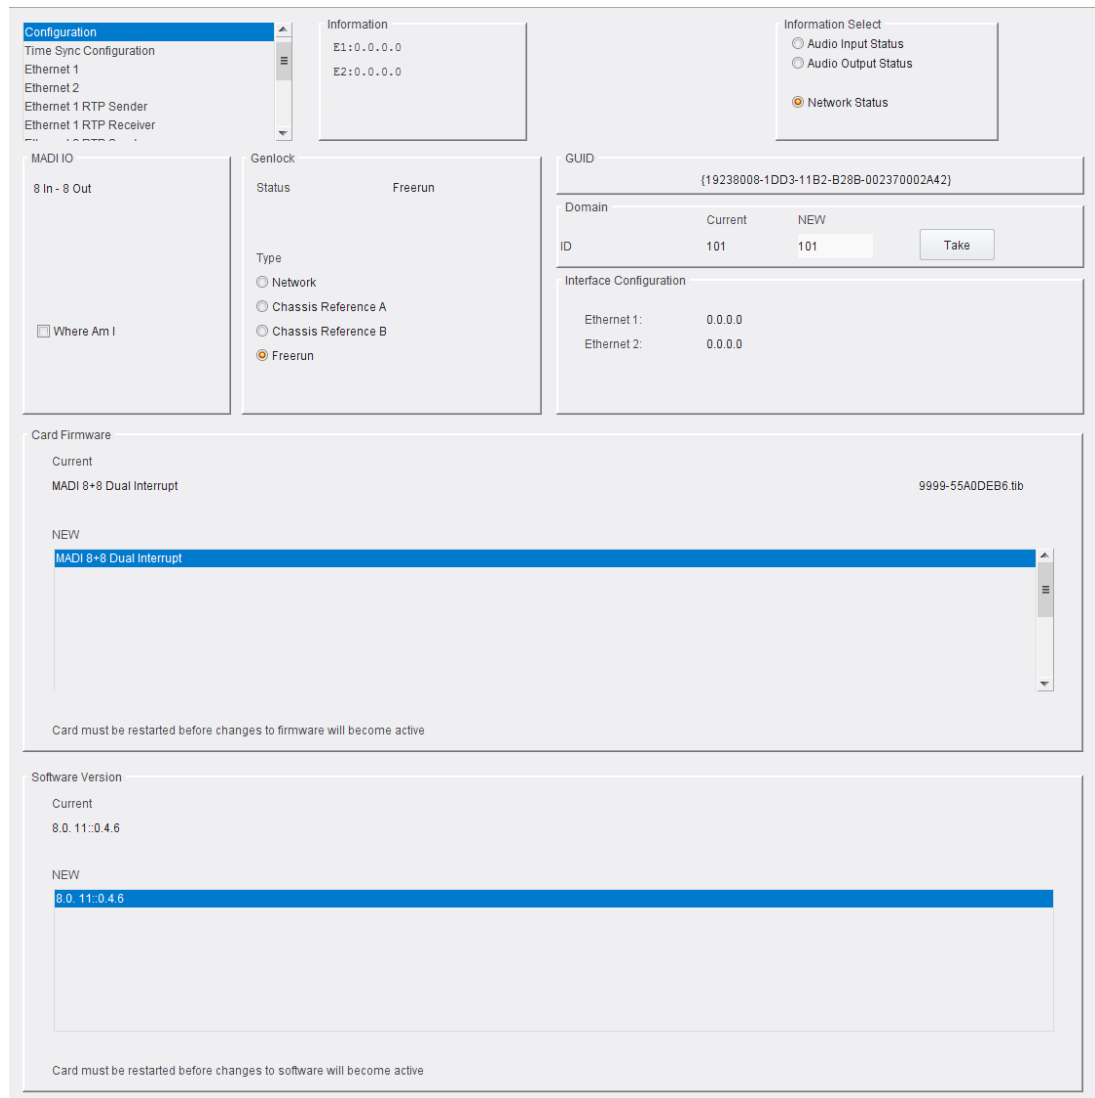 Configuration
Time Sync Configuration
Ethernet 1
Ethernet 2
Ethernet 1 RTP Sender
Ethernet 1 RTP Receiver
Information
E1:0.0.0.0
E2:0.0.0.0
Information Select
Audio Input Status
Audio Output Status
Network Status
MADI IO
8 In - 8 Out
Where Am I
Genlock
Status Freerun
Type
Network
Chassis Reference A
Chassis Reference B
Freerun
GUID
{19238008-1DD3-11B2-B28B-002370002A42}
Domain
Current NEW
ID 101 101 Take
Interface Configuration
Ethernet 1: 0.0.0.0
Ethernet 2: 0.0.0.0
Card Firmware
Current
MADI 8+8 Dual Interrupt 9999-55A0DEB6.tib
NEW
MADI 8+8 Dual Interrupt
Card must be restarted before changes to firmware will become active
Software Version
Current
8.0. 11::0.4.6
NEW
8.0. 11::0.4.6
Card must be restarted before changes to software will become active